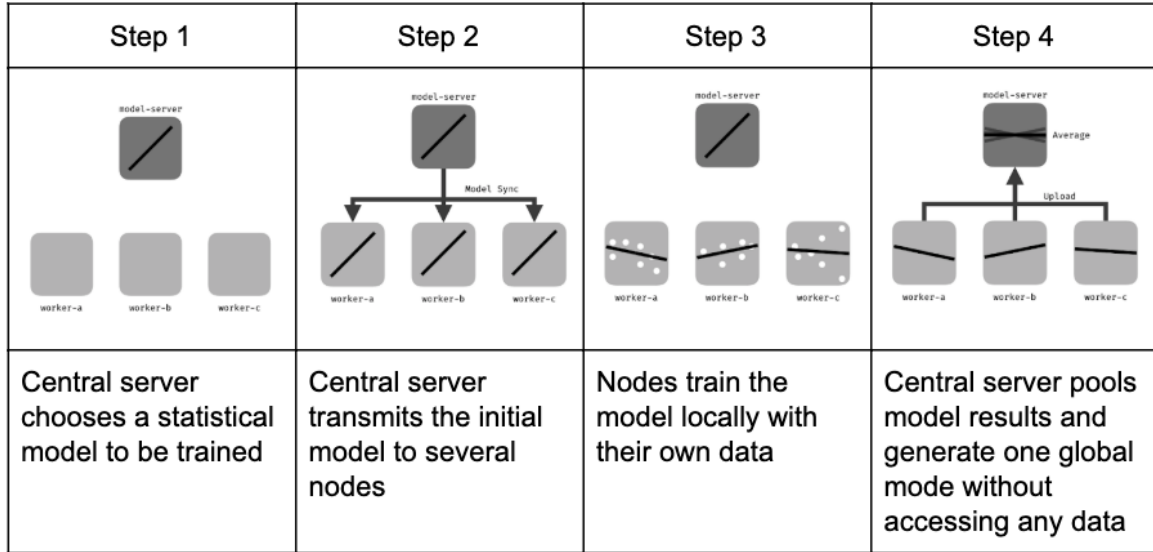 Step 1
Step 2
Step 3
Step 4
model-server
worker-a
worker-b
worker-c
model-server
Model Sync
worker-a
worker-b
worker-c
model-server
worker-a
worker-b
worker-c
model-server
Average
Upload
worker-a
worker-b
worker-c
Central server
chooses a statistical
model to be trained
Central server
transmits the initial
model to several
nodes
Nodes train the
model locally with
their own data
Central server pools
model results and
generate one global
mode without
accessing any data